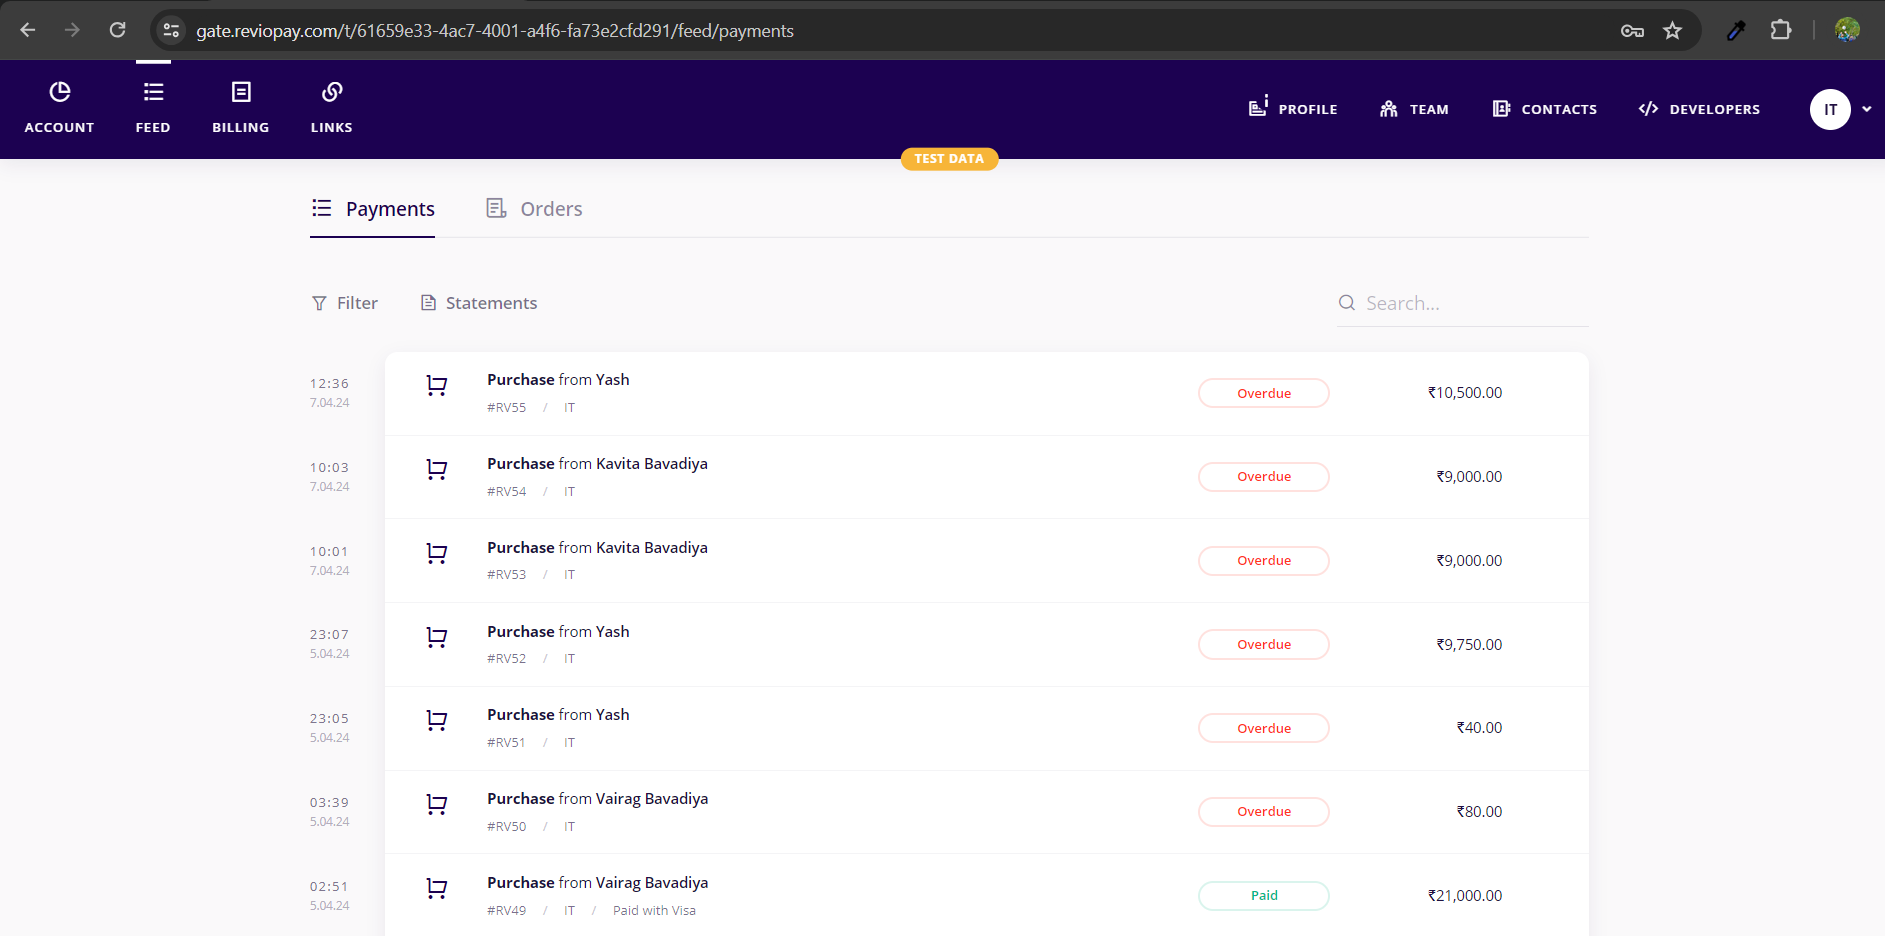 gate.reviopay.com/t/61659e33-4ac7-4001-a4f6-fa73e2cfd291/feed/payments
ACCOUNT FEED BILLING LINKS PROFILE TEAM CONTACTS DEVELOPERS IT
TEST DATA
Payments Orders
Filter Statements Search...
12:36 Purchase from Yash Overdue ₹10,500.00
7.04.24 #RV55 / IT
10:03 Purchase from Kavita Bavadiya Overdue ₹9,000.00
7.04.24 #RV54 / IT
10:01 Purchase from Kavita Bavadiya Overdue ₹9,000.00
7.04.24 #RV53 / IT
23:07 Purchase from Yash Overdue ₹9,750.00
5.04.24 #RV52 / IT
23:05 Purchase from Yash Overdue ₹40.00
5.04.24 #RV51 / IT
03:39 Purchase from Vairag Bavadiya Overdue ₹80.00
5.04.24 #RV50 / IT
02:51 Purchase from Vairag Bavadiya Paid ₹21,000.00
5.04.24 #RV49 / IT / Paid with Visa